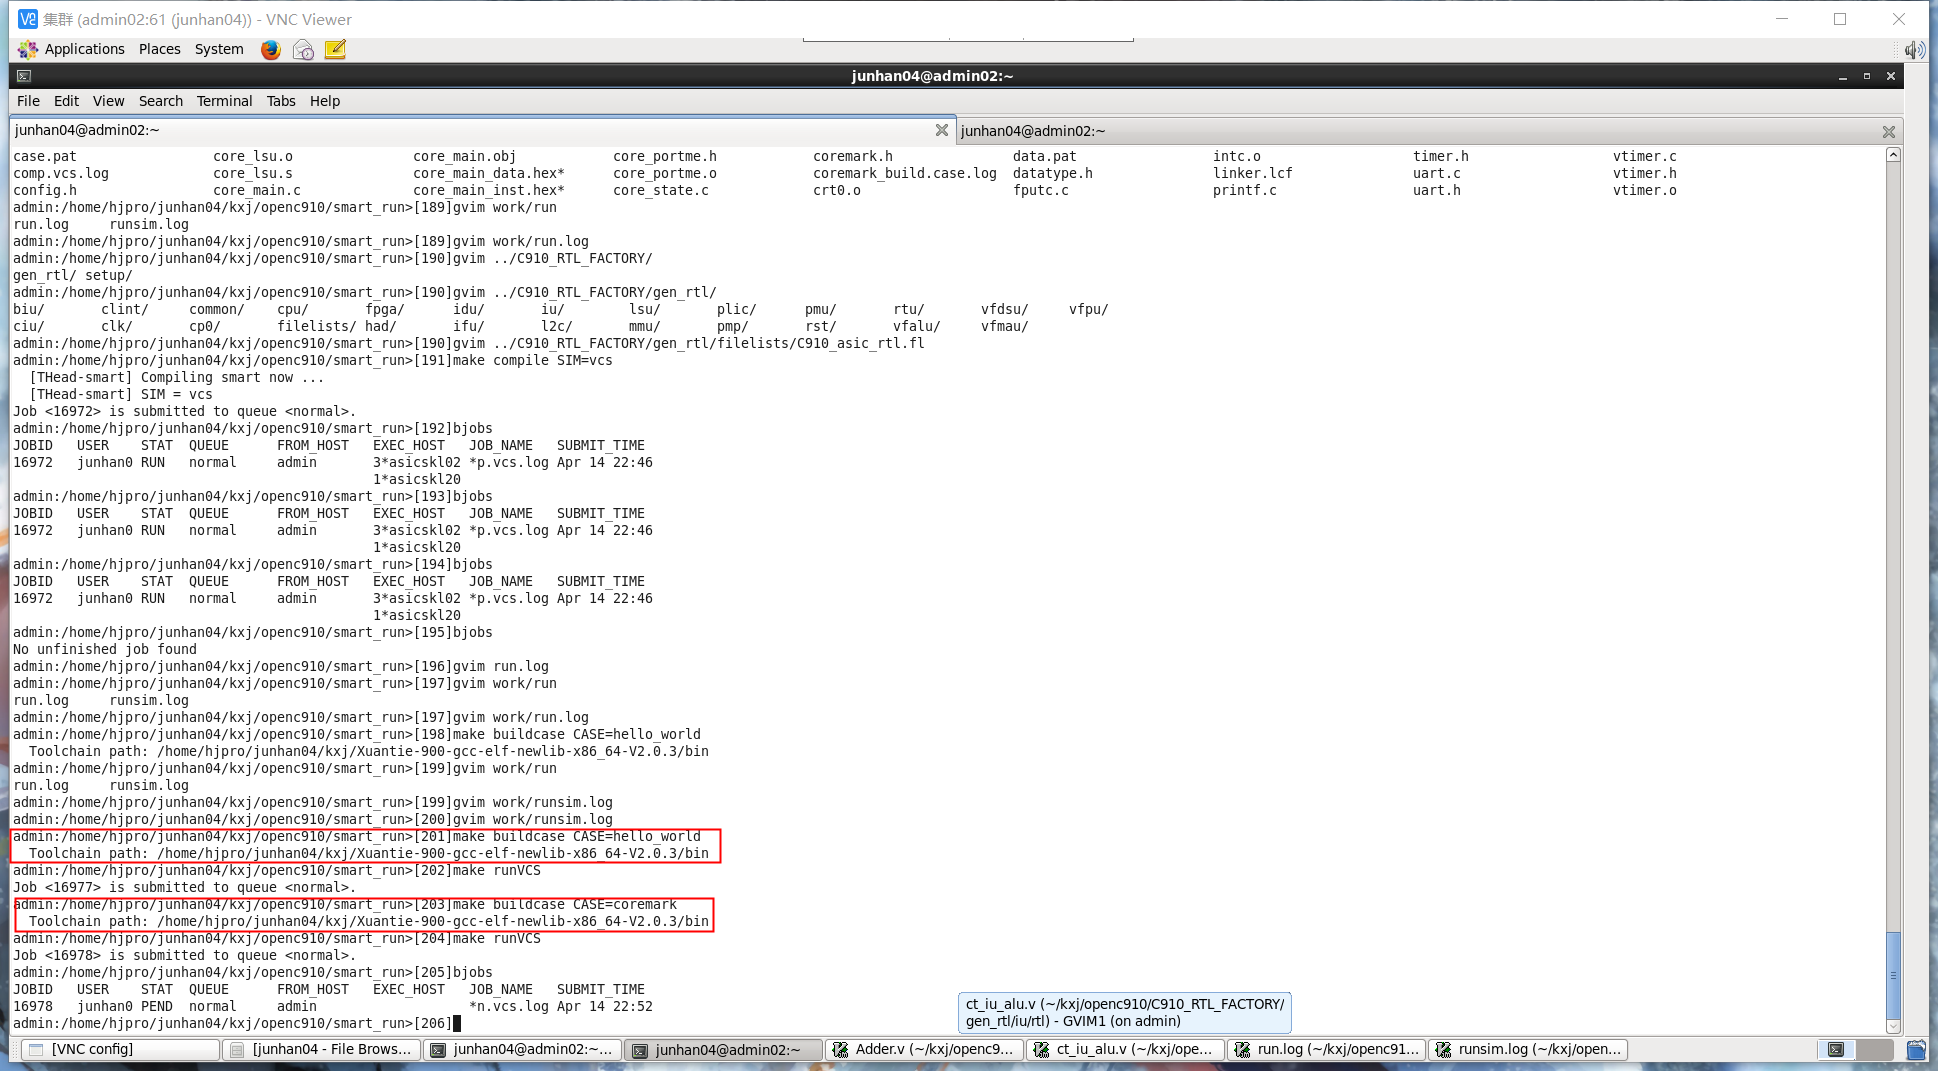 集群 (admin02:61 (junhan04)) - VNC Viewer
Applications Places System
junhan04@admin02:~
File Edit View Search Terminal Tabs Help
junhan04@admin02:~ junhan04@admin02:~
case.pat core_lsu.o core_main.obj core_portme.h coremark.h data.pat intc.o timer.h vtimer.c
comp.vcs.log core_lsu.s core_main_data.hex* core_portme.o coremark_build.case.log datatype.h linker.lcf uart.c vtimer.h
config.h core_main.c core_main_inst.hex* core_state.c crt0.o fputc.c printf.c uart.h vtimer.o
admin:/home/hjpro/junhan04/kxj/openc910/smart_run>[189]gvim work/run
run.log runsim.log
admin:/home/hjpro/junhan04/kxj/openc910/smart_run>[189]gvim work/run.log
admin:/home/hjpro/junhan04/kxj/openc910/smart_run>[190]gvim ../C910_RTL_FACTORY/
gen_rtl/ setup/
admin:/home/hjpro/junhan04/kxj/openc910/smart_run>[190]gvim ../C910_RTL_FACTORY/gen_rtl/
biu/ clint/ common/ cpu/ fpga/ idu/ iu/ lsu/ plic/ pmu/ rtu/ vfdsu/ vfpu/
ciu/ clk/ cp0/ filelists/ had/ ifu/ l2c/ mmu/ pmp/ rst/ vfalu/ vfmau/
admin:/home/hjpro/junhan04/kxj/openc910/smart_run>[190]gvim ../C910_RTL_FACTORY/gen_rtl/filelists/C910_asic_rtl.fl
admin:/home/hjpro/junhan04/kxj/openc910/smart_run>[191]make compile SIM=vcs
[THead-smart] Compiling smart now ...
[THead-smart] SIM = vcs
Job <16972> is submitted to queue <normal>.
admin:/home/hjpro/junhan04/kxj/openc910/smart_run>[192]bjobs
JOBID USER STAT QUEUE FROM_HOST EXEC_HOST JOB_NAME SUBMIT_TIME
16972 junhan0 RUN normal admin 3*asicskl02 *p.vcs.log Apr 14 22:46
1*asicskl20
admin:/home/hjpro/junhan04/kxj/openc910/smart_run>[193]bjobs
JOBID USER STAT QUEUE FROM_HOST EXEC_HOST JOB_NAME SUBMIT_TIME
16972 junhan0 RUN normal admin 3*asicskl02 *p.vcs.log Apr 14 22:46
1*asicskl20
admin:/home/hjpro/junhan04/kxj/openc910/smart_run>[194]bjobs
JOBID USER STAT QUEUE FROM_HOST EXEC_HOST JOB_NAME SUBMIT_TIME
16972 junhan0 RUN normal admin 3*asicskl02 *p.vcs.log Apr 14 22:46
1*asicskl20
admin:/home/hjpro/junhan04/kxj/openc910/smart_run>[195]bjobs
No unfinished job found
admin:/home/hjpro/junhan04/kxj/openc910/smart_run>[196]gvim run.log
admin:/home/hjpro/junhan04/kxj/openc910/smart_run>[197]gvim work/run
run.log runsim.log
admin:/home/hjpro/junhan04/kxj/openc910/smart_run>[197]gvim work/run.log
admin:/home/hjpro/junhan04/kxj/openc910/smart_run>[198]make buildcase CASE=hello_world
Toolchain path: /home/hjpro/junhan04/kxj/Xuantie-900-gcc-elf-newlib-x86_64-V2.0.3/bin
admin:/home/hjpro/junhan04/kxj/openc910/smart_run>[199]gvim work/run
run.log runsim.log
admin:/home/hjpro/junhan04/kxj/openc910/smart_run>[199]gvim work/runsim.log
admin:/home/hjpro/junhan04/kxj/openc910/smart_run>[200]gvim work/runsim.log
admin:/home/hjpro/junhan04/kxj/openc910/smart_run>[201]make buildcase CASE=hello_world
Toolchain path: /home/hjpro/junhan04/kxj/Xuantie-900-gcc-elf-newlib-x86_64-V2.0.3/bin
admin:/home/hjpro/junhan04/kxj/openc910/smart_run>[202]make runVCS
Job <16977> is submitted to queue <normal>.
admin:/home/hjpro/junhan04/kxj/openc910/smart_run>[203]make buildcase CASE=coremark
Toolchain path: /home/hjpro/junhan04/kxj/Xuantie-900-gcc-elf-newlib-x86_64-V2.0.3/bin
admin:/home/hjpro/junhan04/kxj/openc910/smart_run>[204]make runVCS
Job <16978> is submitted to queue <normal>.
admin:/home/hjpro/junhan04/kxj/openc910/smart_run>[205]bjobs
JOBID USER STAT QUEUE FROM_HOST EXEC_HOST JOB_NAME SUBMIT_TIME
16978 junhan0 PEND normal admin *n.vcs.log Apr 14 22:52
admin:/home/hjpro/junhan04/kxj/openc910/smart_run>[206]
ct_iu_alu.v (~/kxj/openc910/C910_RTL_FACTORY/
gen_rtl/iu/rtl) - GVIM1 (on admin)
[VNC config] [junhan04 - File Brows... junhan04@admin02:~... junhan04@admin02:~ Adder.v (~/kxj/openc9... ct_iu_alu.v (~/kxj/ope... run.log (~/kxj/openc91... runsim.log (~/kxj/open...